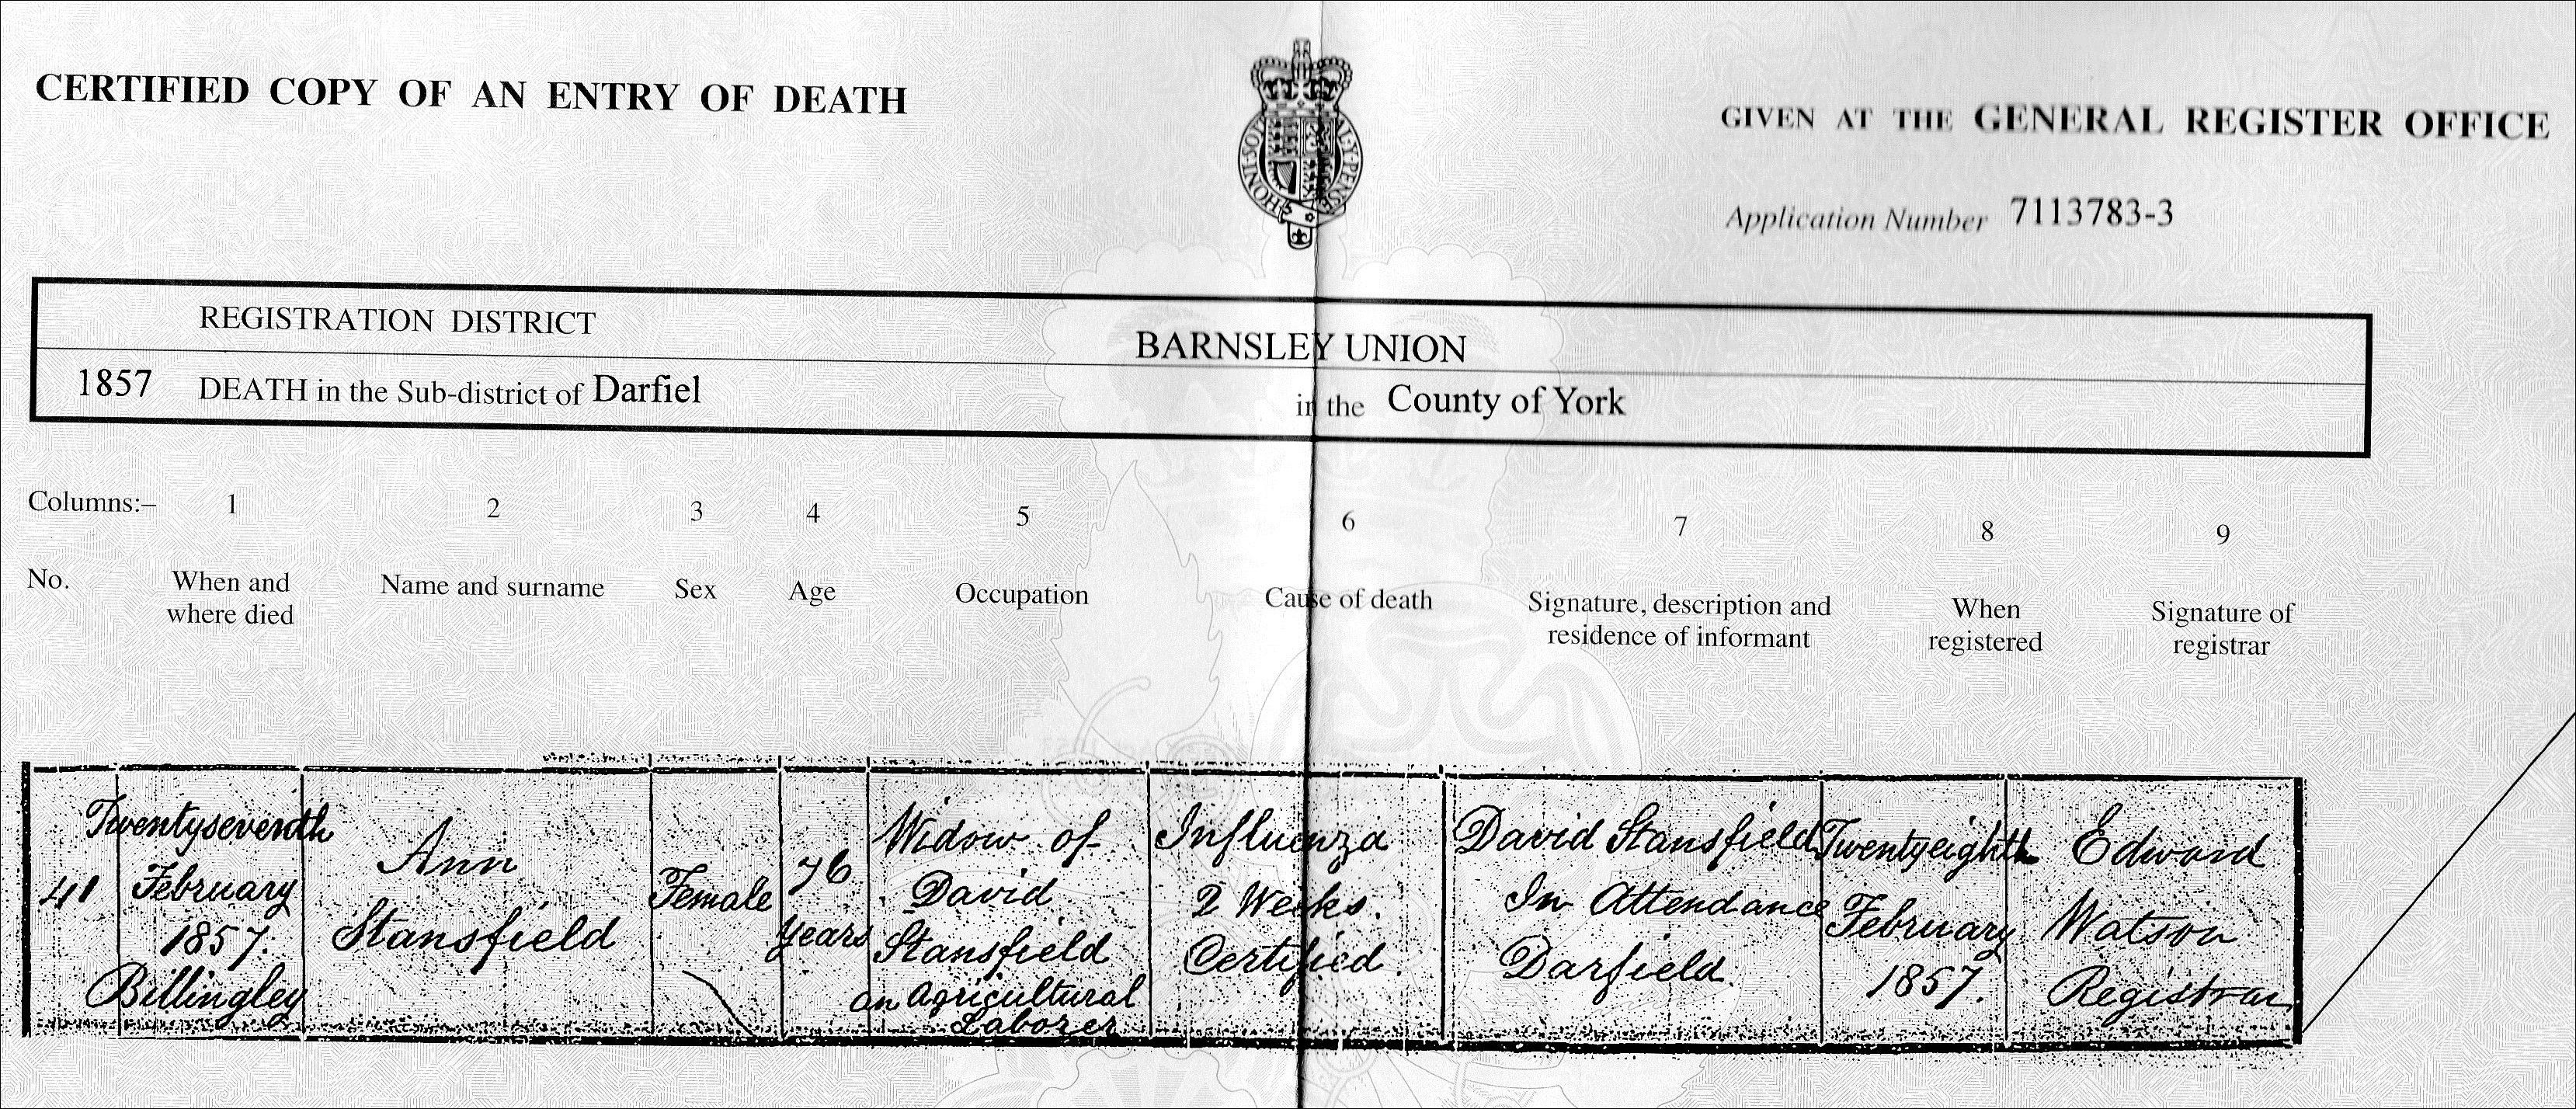 CERTIFIED COPY OF AN ENTRY OF DEATH
HONI·SOI AL·Y·PENSE
GIVEN AT THE GENERAL REGISTER OFFICE
Application Number 7113783-3
REGISTRATION DISTRICT BARNSLEY UNION
1857 DEATH in the Sub-district of Darfiel in the County of York
Columns:– 1 2 3 4 5 6 7 8 9
No. When and where died Name and surname Sex Age Occupation Cause of death Signature, description and residence of informant When registered Signature of registrar
41
Twentyseventh
February
1857.
Billingley
Ann
Stansfield
Female
76
Years
Widow of
David
Stansfield
an Agricultural
Laborer
Influenza
2 Weeks.
Certified.
David Stansfield
In Attendance
Darfield.
Twentyeighth
February
1857.
Edward
Watson
Registrar